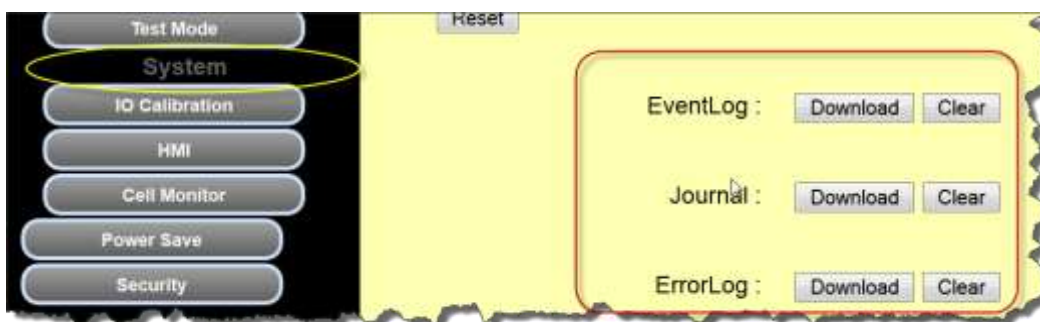 Test Mode
System
IO Calibration
HMI
Cell Monitor
Power Save
Security
Reset
EventLog : Download Clear
Journal : Download Clear
ErrorLog : Download Clear